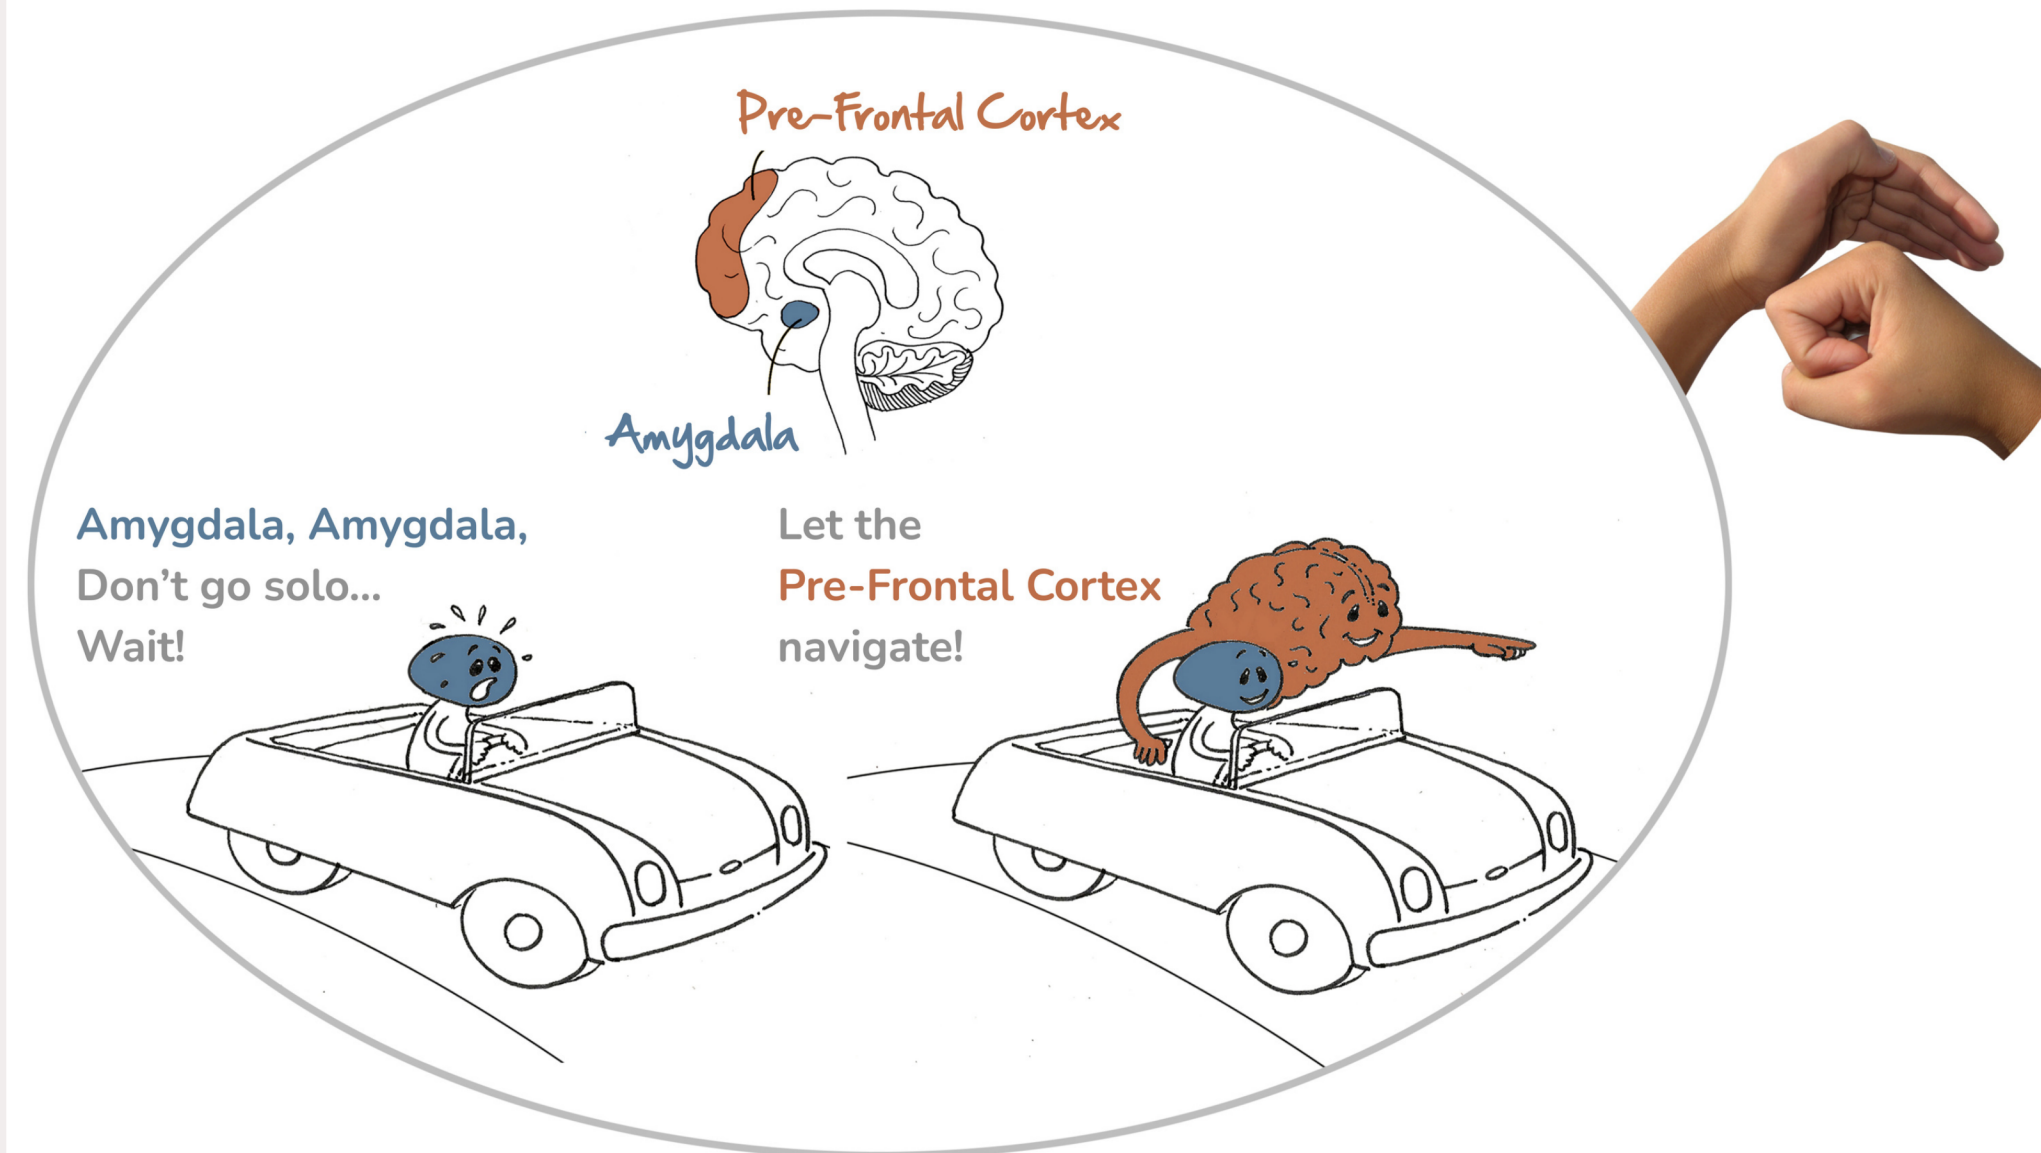 Pre-Frontal Cortex
Amygdala
Amygdala, Amygdala,
Don't go solo...
Wait!
Let the
Pre-Frontal Cortex
navigate!